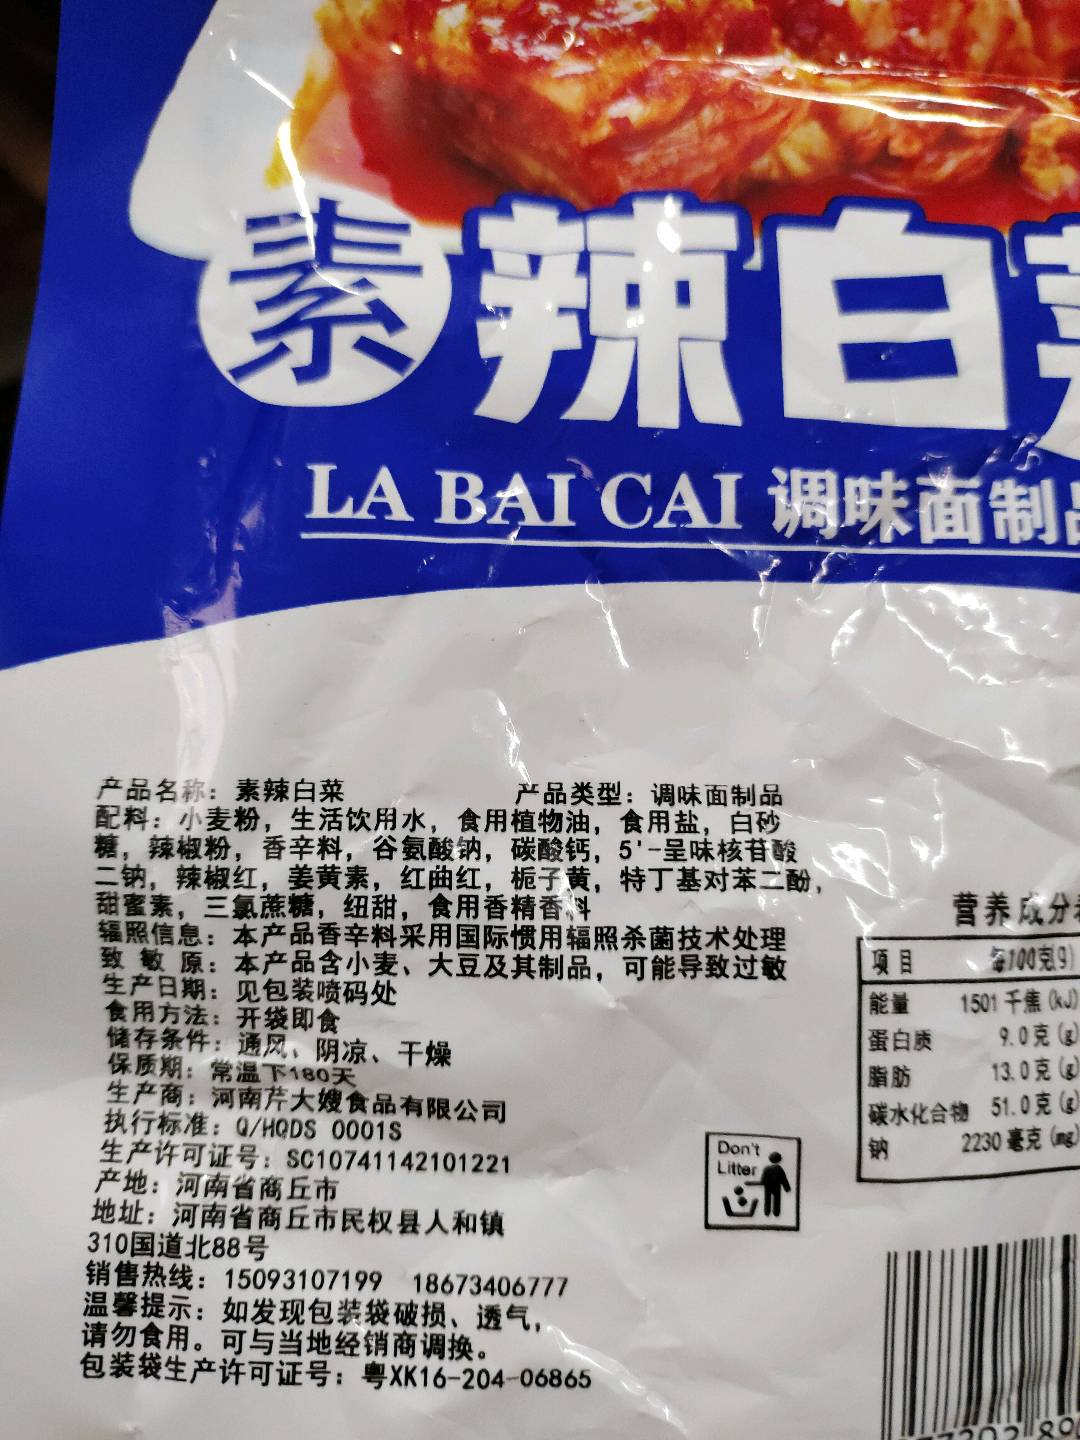 素辣白菜
LA BAI CAI 调味面制品
产品名称：素辣白菜 产品类型：调味面制品
配料：小麦粉，生活饮用水，食用植物油，食用盐，白砂
糖，辣椒粉，香辛料，谷氨酸钠，碳酸钙，5'-呈味核苷酸
二钠，辣椒红，姜黄素，红曲红，栀子黄，特丁基对苯二酚，
甜蜜素，三氯蔗糖，纽甜，食用香精香料
辐照信息：本产品香辛料采用国际惯用辐照杀菌技术处理
致敏原：本产品含小麦、大豆及其制品，可能导致过敏
生产日期：见包装喷码处
食用方法：开袋即食
储存条件：通风、阴凉、干燥
保质期：常温下180天
生产商：河南芹大嫂食品有限公司
执行标准：Q/HQDS 0001S
生产许可证号：SC10741142101221
产地：河南省商丘市
地址：河南省商丘市民权县人和镇
310国道北88号
销售热线：15093107199 18673406777
温馨提示：如发现包装袋破损、透气，
请勿食用。可与当地经销商调换。
包装袋生产许可证号：粤XK16-204-06865
Don't
Litter
营养成分表
项目 每100克(g)
能量 1501千焦(kJ)
蛋白质 9.0克(g)
脂肪 13.0克(g)
碳水化合物 51.0克(g)
钠 2230毫克(mg)